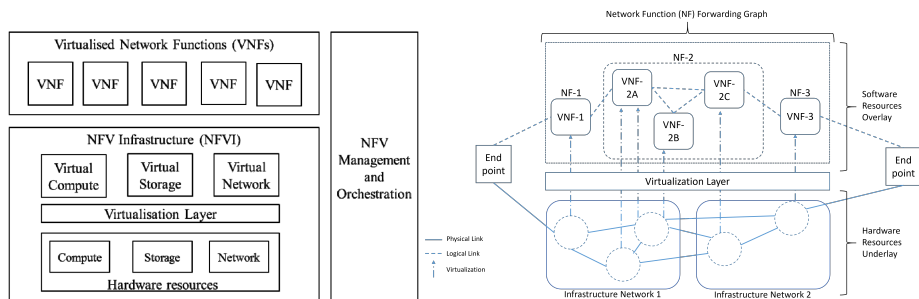 Virtualised Network Functions (VNFs)
VNF VNF VNF VNF VNF
NFV Infrastructure (NFVI)
Virtual Compute
Virtual Storage
Virtual Network
Virtualisation Layer
Compute
Storage
Network
Hardware resources
NFV
Management
and
Orchestration
Network Function (NF) Forwarding Graph
NF-2
NF-1
NF-3
VNF-1
VNF-
2A
VNF-
2B
VNF-
2C
VNF-3
Software
Resources
Overlay
End
point
End
point
Virtualization Layer
Hardware
Resources
Underlay
Physical Link
Logical Link
Virtualization
Infrastructure Network 1
Infrastructure Network 2